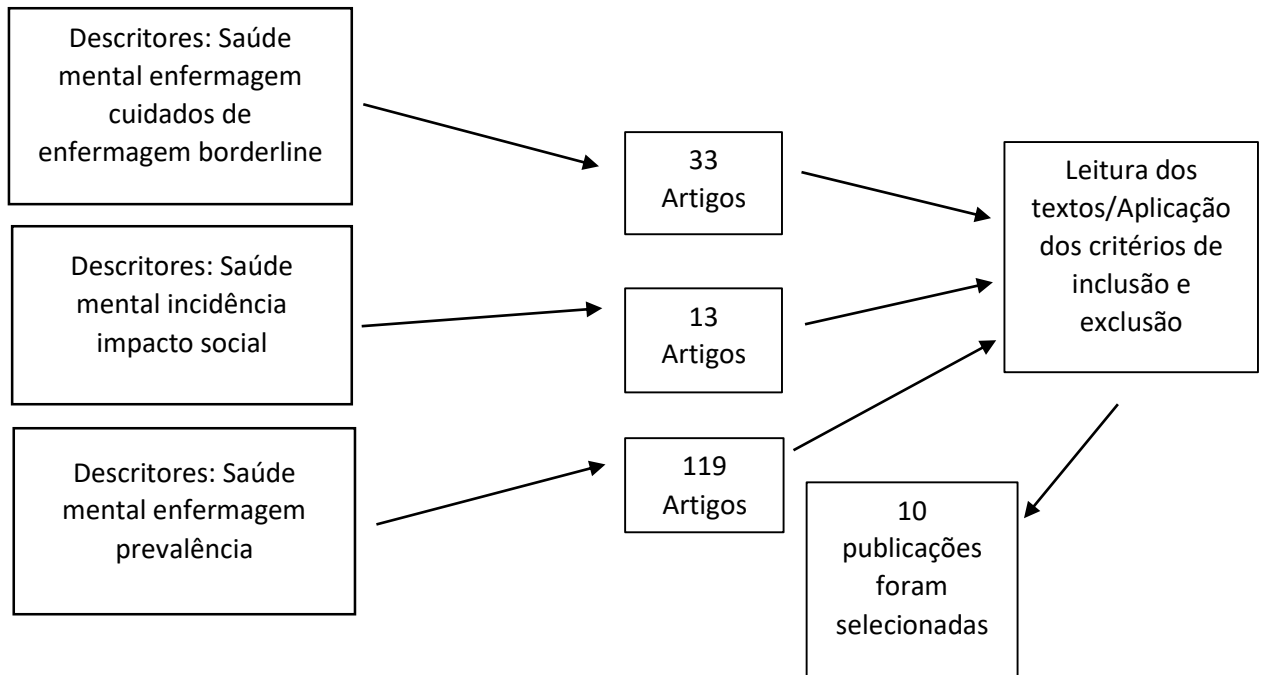 Descritores: Saúde
mental enfermagem
cuidados de
enfermagem borderline
33
Artigos
Leitura dos
textos/Aplicação
dos critérios de
inclusão e
exclusão
Descritores: Saúde
mental incidência
impacto social
13
Artigos
Descritores: Saúde
mental enfermagem
prevalência
119
Artigos
10
publicações
foram
selecionadas